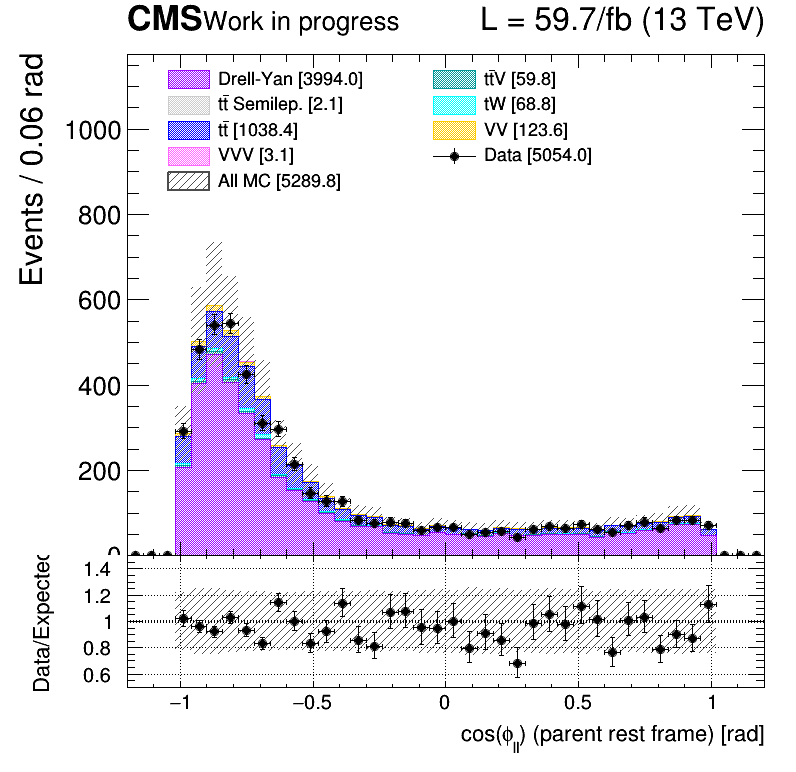 CMS Work in progress L = 59.7/fb (13 TeV)
Events / 0.06 rad
Drell-Yan [3994.0]
tt̄ Semilep. [2.1]
tt̄ [1038.4]
VVV [3.1]
All MC [5289.8]
tt̄V [59.8]
tW [68.8]
VV [123.6]
Data [5054.0]
1000
800
600
400
200
0
Data/Expected
1.4
1.2
1
0.8
0.6
−1 −0.5 0 0.5 1
cos(ϕ_ll) (parent rest frame) [rad]